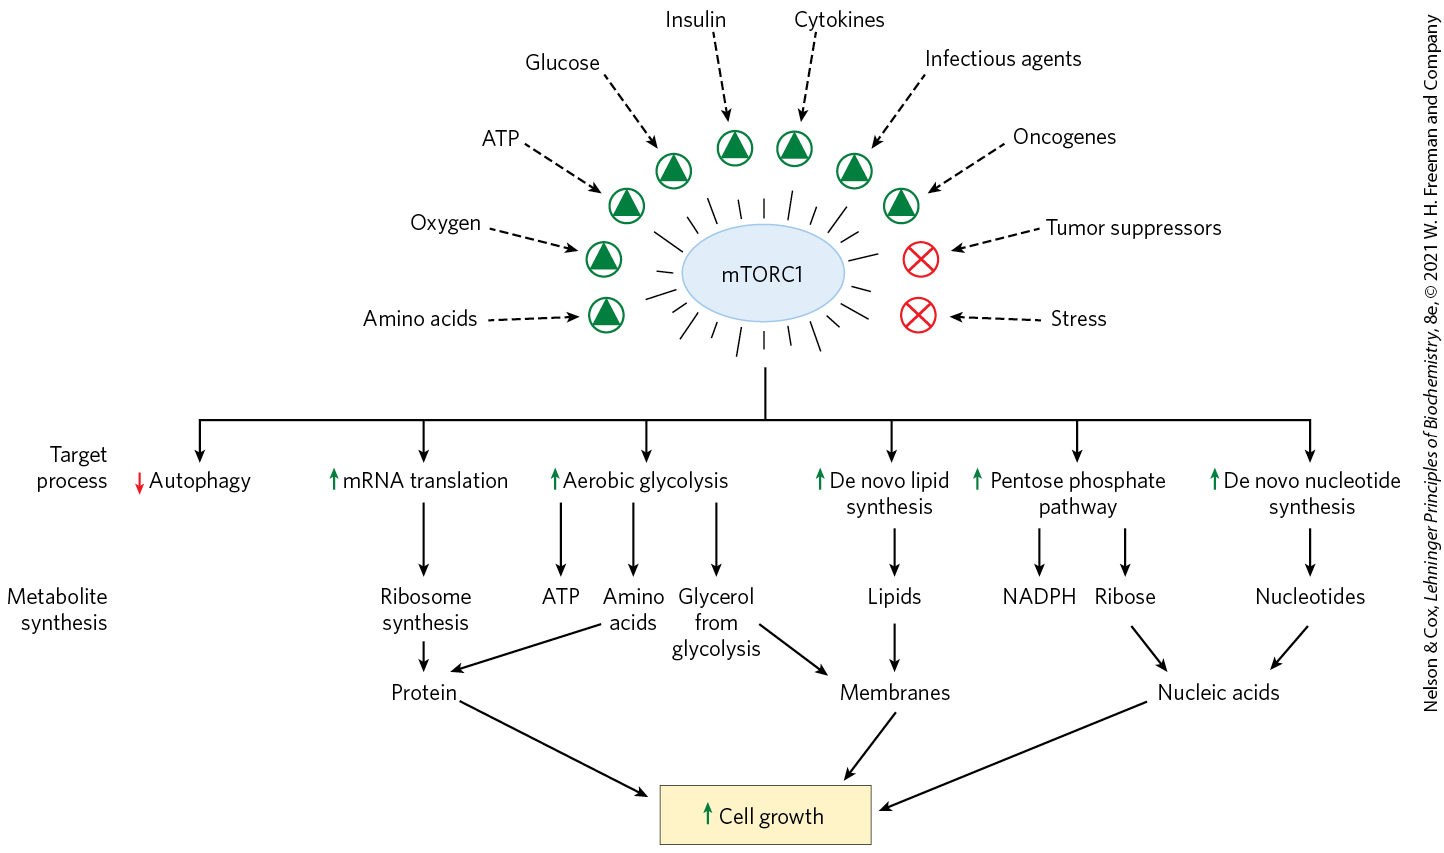 Insulin
Cytokines
Glucose
Infectious agents
ATP
Oncogenes
Oxygen
Tumor suppressors
mTORC1
Amino acids
Stress
Target
process
Autophagy
mRNA translation
Aerobic glycolysis
De novo lipid
synthesis
Pentose phosphate
pathway
De novo nucleotide
synthesis
Metabolite
synthesis
Ribosome
synthesis
ATP
Amino
acids
Glycerol
from
glycolysis
Lipids
NADPH
Ribose
Nucleotides
Protein
Membranes
Nucleic acids
Cell growth
Nelson & Cox, Lehninger Principles of Biochemistry, 8e, © 2021 W. H. Freeman and Company